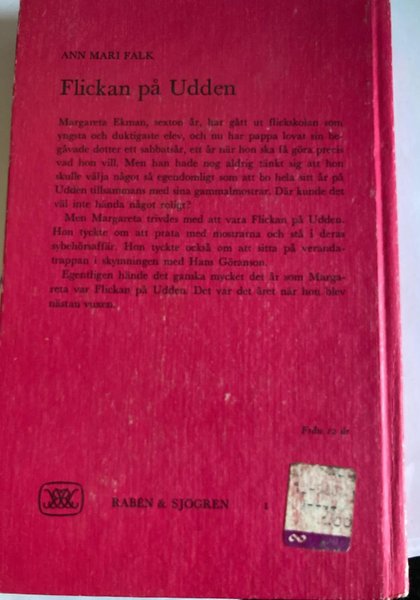 ANN MARI FALK
Flickan på Udden
Margareta Ekman, sexton år, har gått ut flickskolan som
yngsta och duktigaste elev, och nu har pappa lovat sin be-
gåvade dotter ett sabbatsår, ett år när hon ska få göra precis
vad hon vill. Men han hade nog aldrig tänkt sig att hon
skulle välja något så egendomligt som att bo hela sitt år på
Udden tillsammans med sina gammalmostrar. Där kunde det
väl inte hända något roligt?
Men Margareta trivdes med att vara Flickan på Udden.
Hon tyckte om att prata med mostrarna och stå i deras
sybehörsaffär. Hon tyckte också om att sitta på veranda-
trappan i skymningen med Hans Göranson.
Egentligen hände det ganska mycket det år som Marga-
reta var Flickan på Udden. Det var det året när hon blev
nästan vuxen.
Från 12 år
RABÉN & SJÖGREN 1